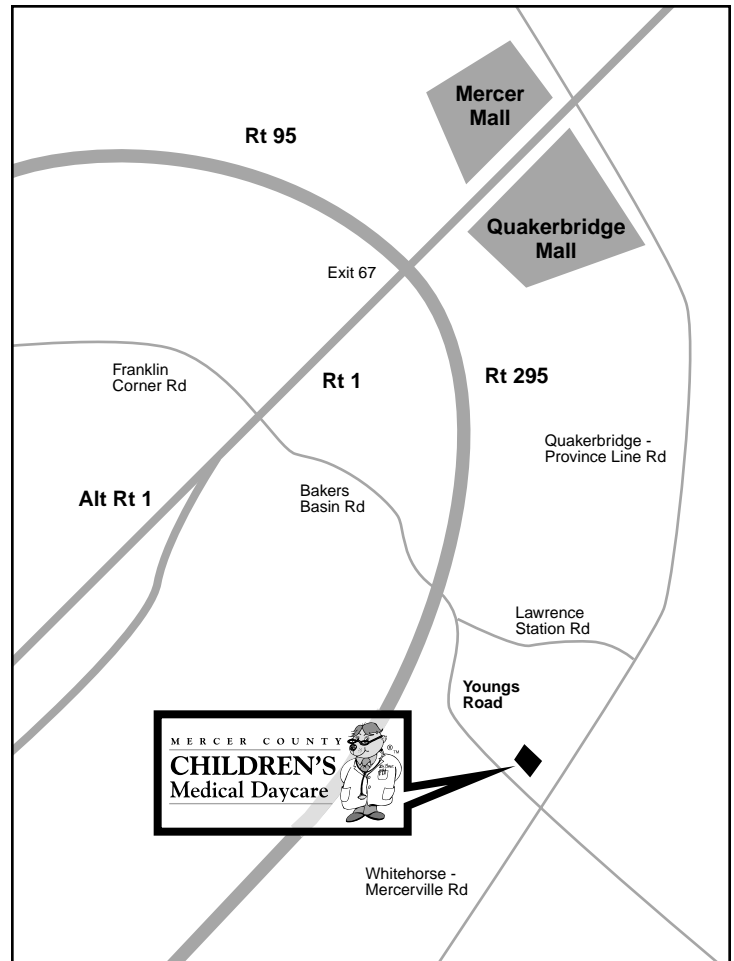 Mercer
Mall
Rt 95
Quakerbridge
Mall
Exit 67
Franklin
Corner Rd
Rt 1
Rt 295
Quakerbridge -
Province Line Rd
Alt Rt 1
Bakers
Basin Rd
Lawrence
Station Rd
Youngs
Road
MERCER COUNTY
CHILDREN'S
Medical Daycare
® ™
Whitehorse -
Mercerville Rd